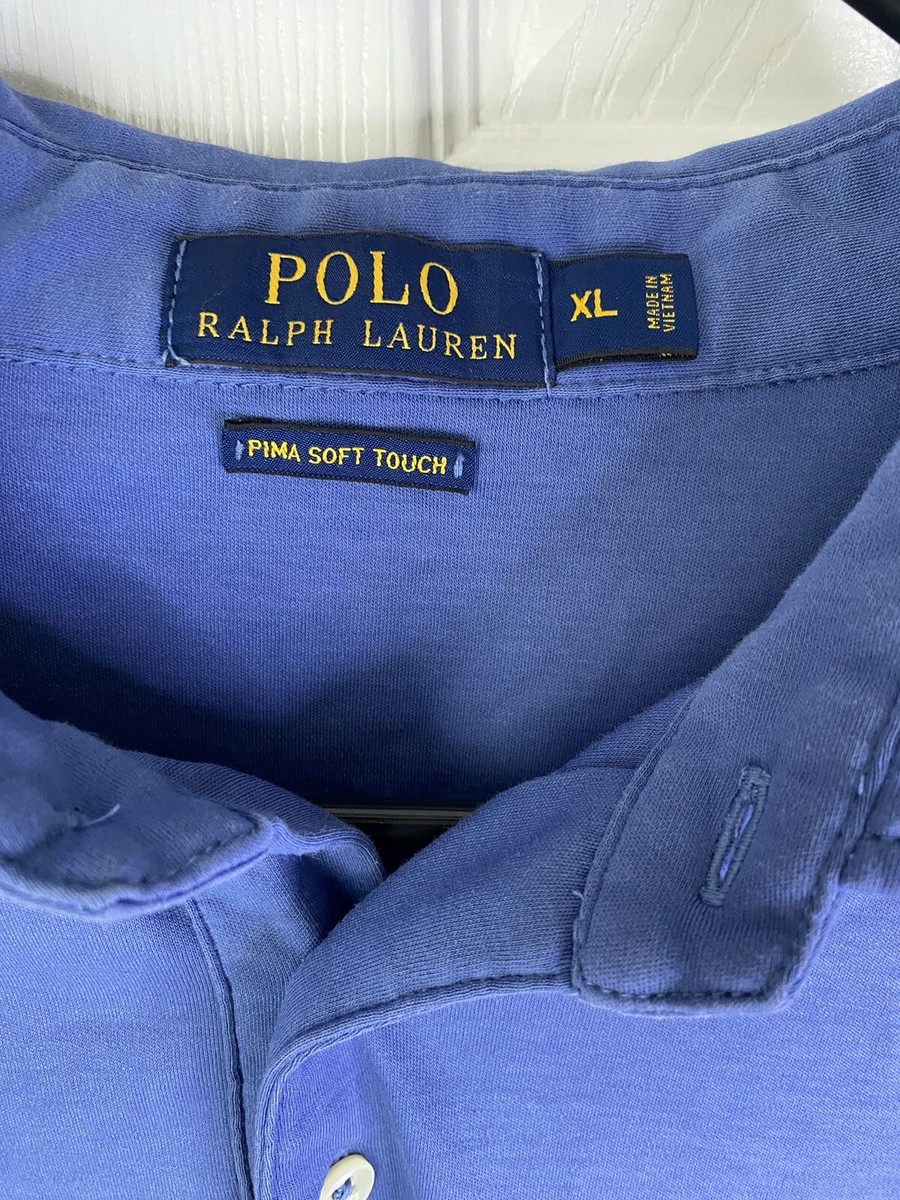 POLO
RALPH LAUREN
XL
MADE IN
VIETNAM
PIMA SOFT TOUCH